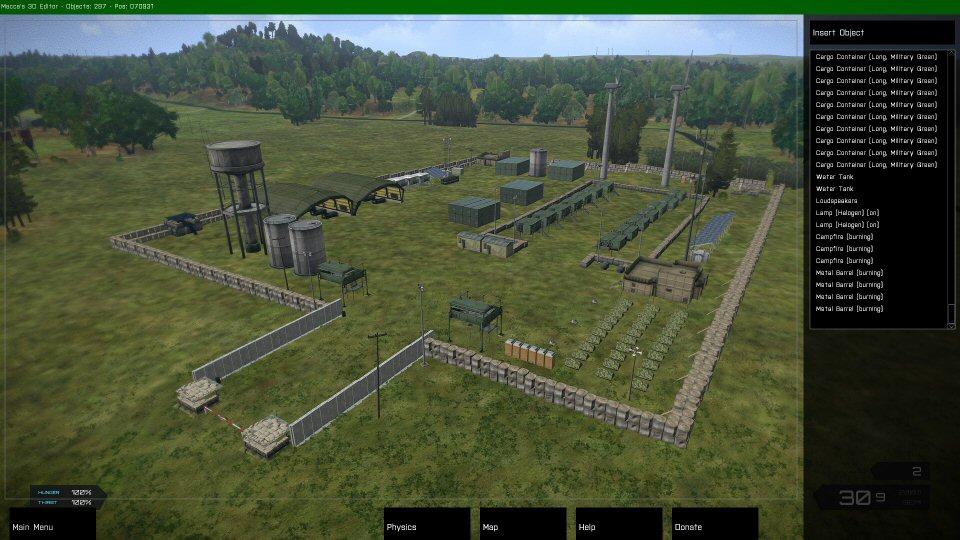 Macca's 3D Editor - Objects: 297 - Pos: 070831
Insert Object
Cargo Container (Long, Military Green)
Cargo Container (Long, Military Green)
Cargo Container (Long, Military Green)
Cargo Container (Long, Military Green)
Cargo Container (Long, Military Green)
Cargo Container (Long, Military Green)
Cargo Container (Long, Military Green)
Cargo Container (Long, Military Green)
Cargo Container (Long, Military Green)
Cargo Container (Long, Military Green)
Water Tank
Water Tank
Loudspeakers
Lamp (Halogen) (on)
Lamp (Halogen) (on)
Campfire (burning)
Campfire (burning)
Campfire (burning)
Metal Barrel (burning)
Metal Barrel (burning)
Metal Barrel (burning)
Metal Barrel (burning)
2
30 9
HUNGER 100%
THIRST 100%
Main Menu
Physics
Map
Help
Donate